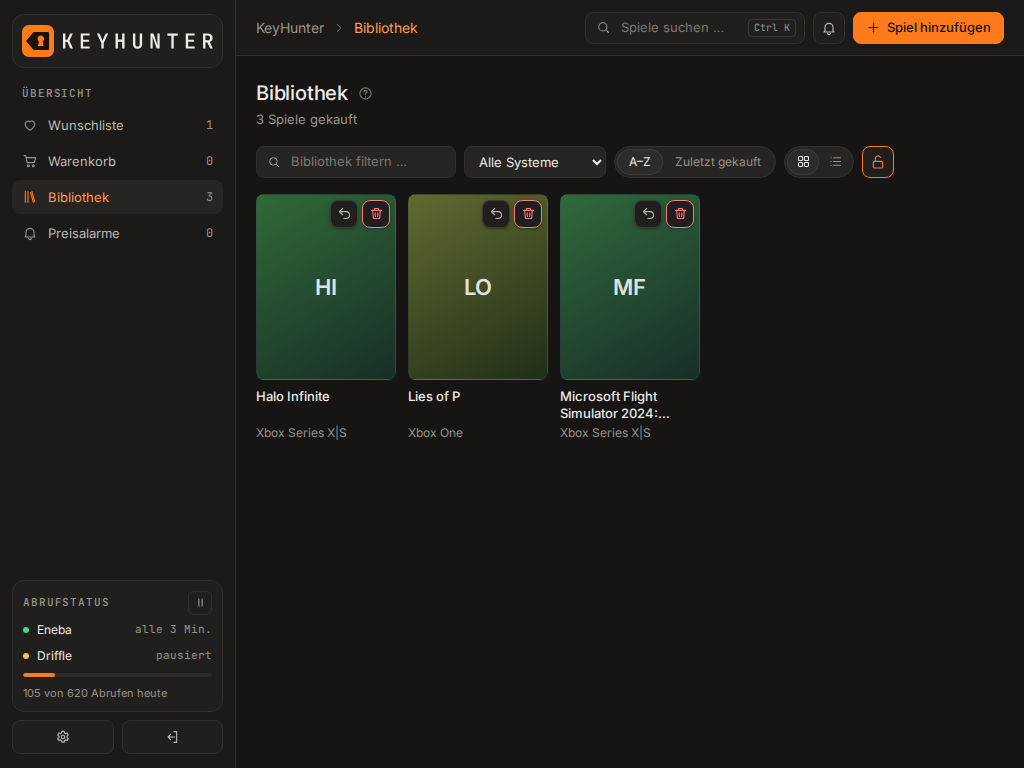 KEYHUNTER
ÜBERSICHT
Wunschliste 1
Warenkorb 0
Bibliothek 3
Preisalarme 0
ABRUFSTATUS
Eneba alle 3 Min.
Driffle pausiert
105 von 620 Abrufen heute
KeyHunter Bibliothek
Spiele suchen ... Ctrl K
Spiel hinzufügen
Bibliothek
3 Spiele gekauft
Bibliothek filtern ...
Alle Systeme
A–Z Zuletzt gekauft
HI
LO
MF
Halo Infinite
Xbox Series X|S
Lies of P
Xbox One
Microsoft Flight
Simulator 2024:...
Xbox Series X|S